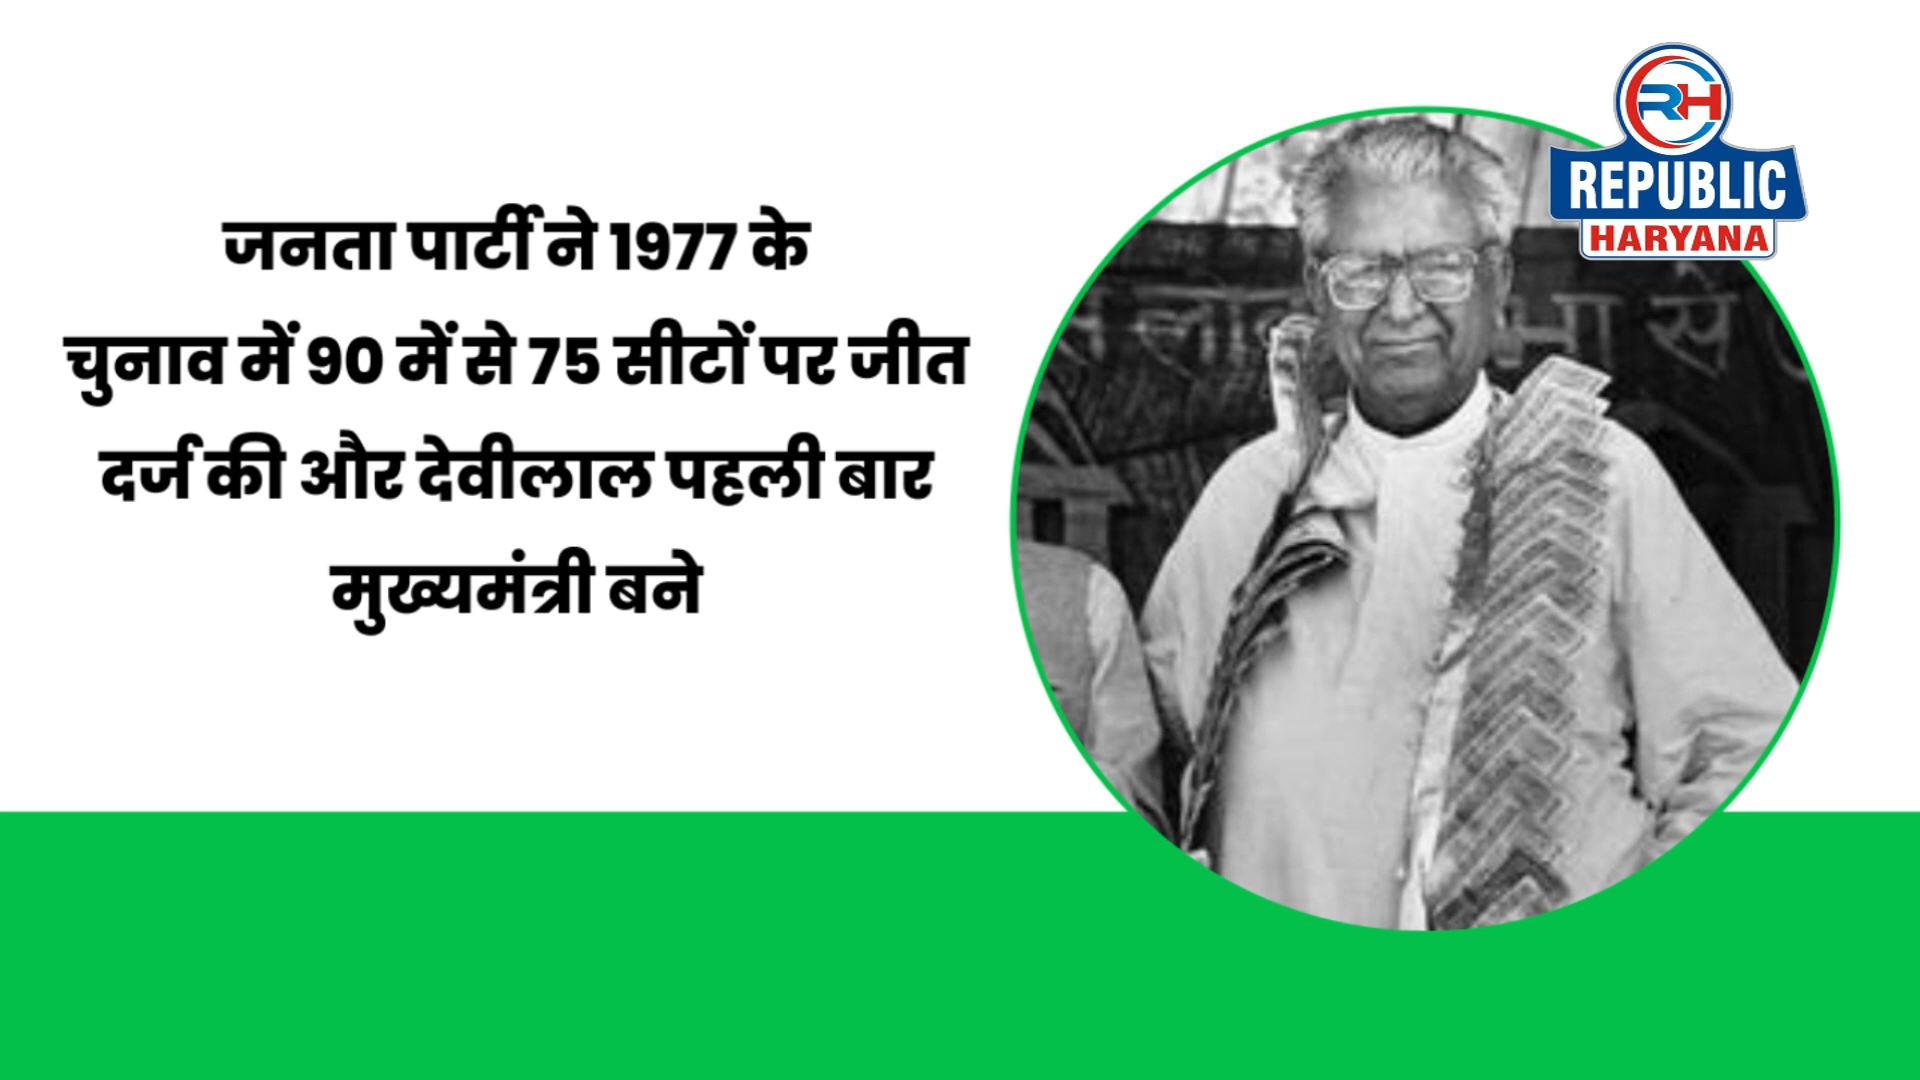 जनता पार्टी ने 1977 के
चुनाव में 90 में से 75 सीटों पर जीत
दर्ज की और देवीलाल पहली बार
मुख्यमंत्री बने
RH
REPUBLIC
HARYANA